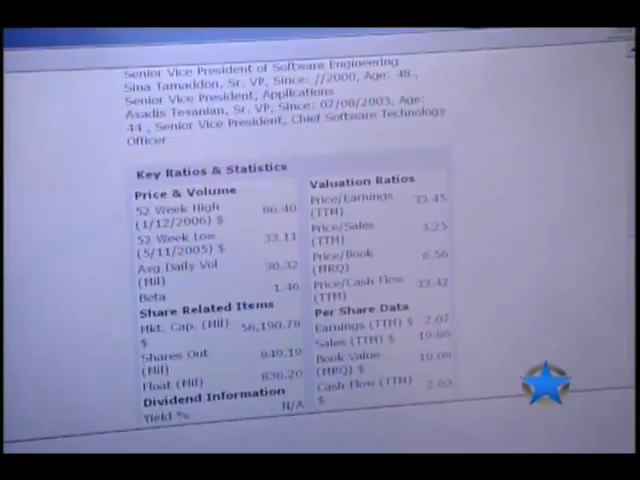 Senior Vice President of Software Engineering
Sina Tamaddon, Sr. VP, Since: //2000, Age: 48 ,
Senior Vice President, Applications
Avadis Tevanian, Sr. VP, Since: 07/08/2003, Age:
44 , Senior Vice President, Chief Software Technology
Officer
Key Ratios & Statistics
Price & Volume
52 Week High
(1/12/2006) $
86.40
52 Week Low
(5/11/2005) $
33.11
Avg Daily Vol
(Mil)
30.32
Beta
1.46
Share Related Items
Mkt. Cap. (Mil)
$
56,190.78
Shares Out
(Mil)
849.19
Float (Mil)
836.20
Dividend Information
Yield %
N/A
Valuation Ratios
Price/Earnings
(TTM)
33.45
Price/Sales
(TTM)
3.25
Price/Book
(MRQ)
6.56
Price/Cash Flow
(TTM)
33.42
Per Share Data
Earnings (TTM) $
2.07
Sales (TTM) $
19.86
Book Value
(MRQ) $
Cash Flow (TTM)
$
2.03